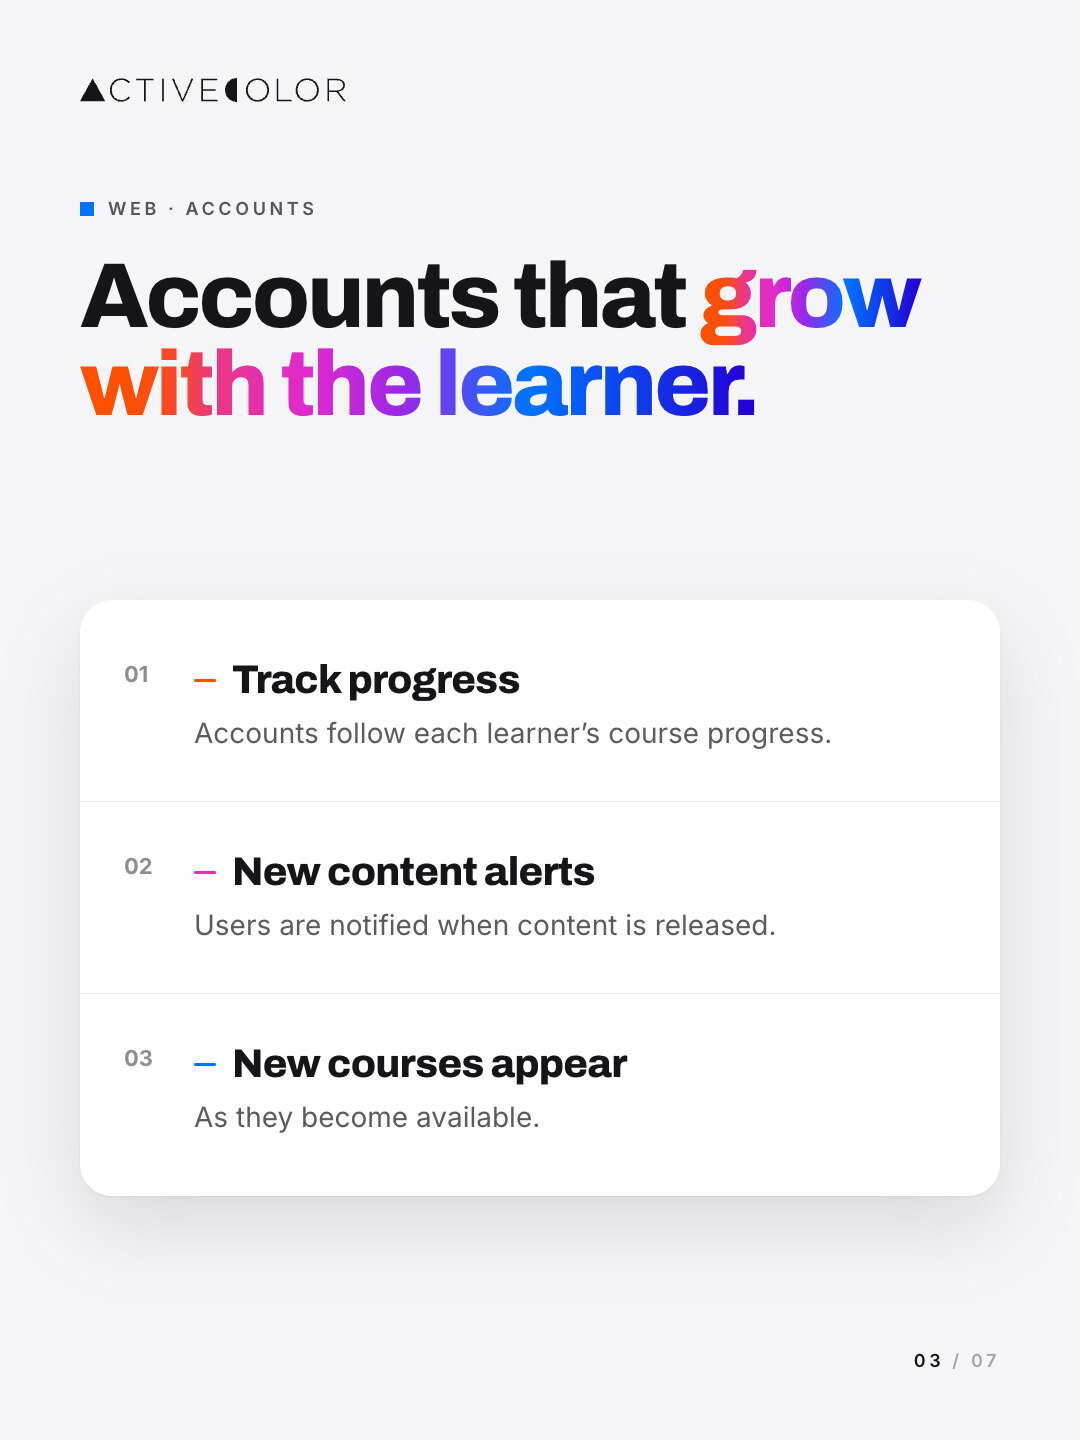 ACTIVECOLOR
WEB · ACCOUNTS
Accounts that grow
with the learner.
01 — Track progress
Accounts follow each learner’s course progress.
02 — New content alerts
Users are notified when content is released.
03 — New courses appear
As they become available.
03 / 07